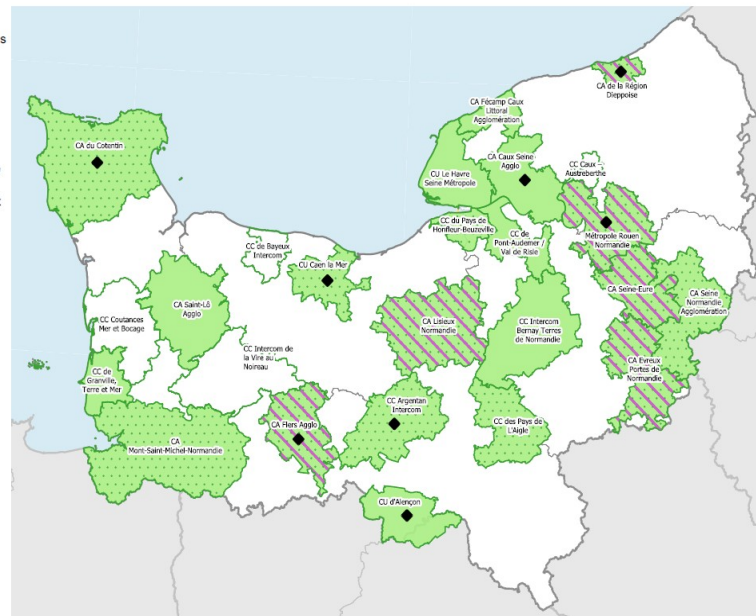 s
CA de la Région
Dieppoise
CA Fécamp Caux
Littoral
Agglomération
CA du Cotentin
CA Caux Seine
Agglo
CC Caux –
Austreberthe
CU Le Havre
Seine Métropole
CC du Pays de
Honfleur-Beuzeville
CC de
Pont-Audemer /
Val de Risle
Métropole Rouen
Normandie
CC de Bayeux
Intercom
CU Caen la Mer
CA Seine-Eure
CA Seine
Normandie
Agglomération
CA Saint-Lô
Agglo
CC Coutances
Mer et Bocage
CA Lisieux
Normandie
CC Intercom
Bernay Terres
de Normandie
CC Intercom de
la Vire au
Noireau
CA Evreux
Portes de
Normandie
CC de
Granville,
Terre et Mer
CC Argentan
Intercom
CC des Pays de
L'Aigle
CA Flers Agglo
CA
Mont-Saint-Michel-Normandie
CU d'Alençon